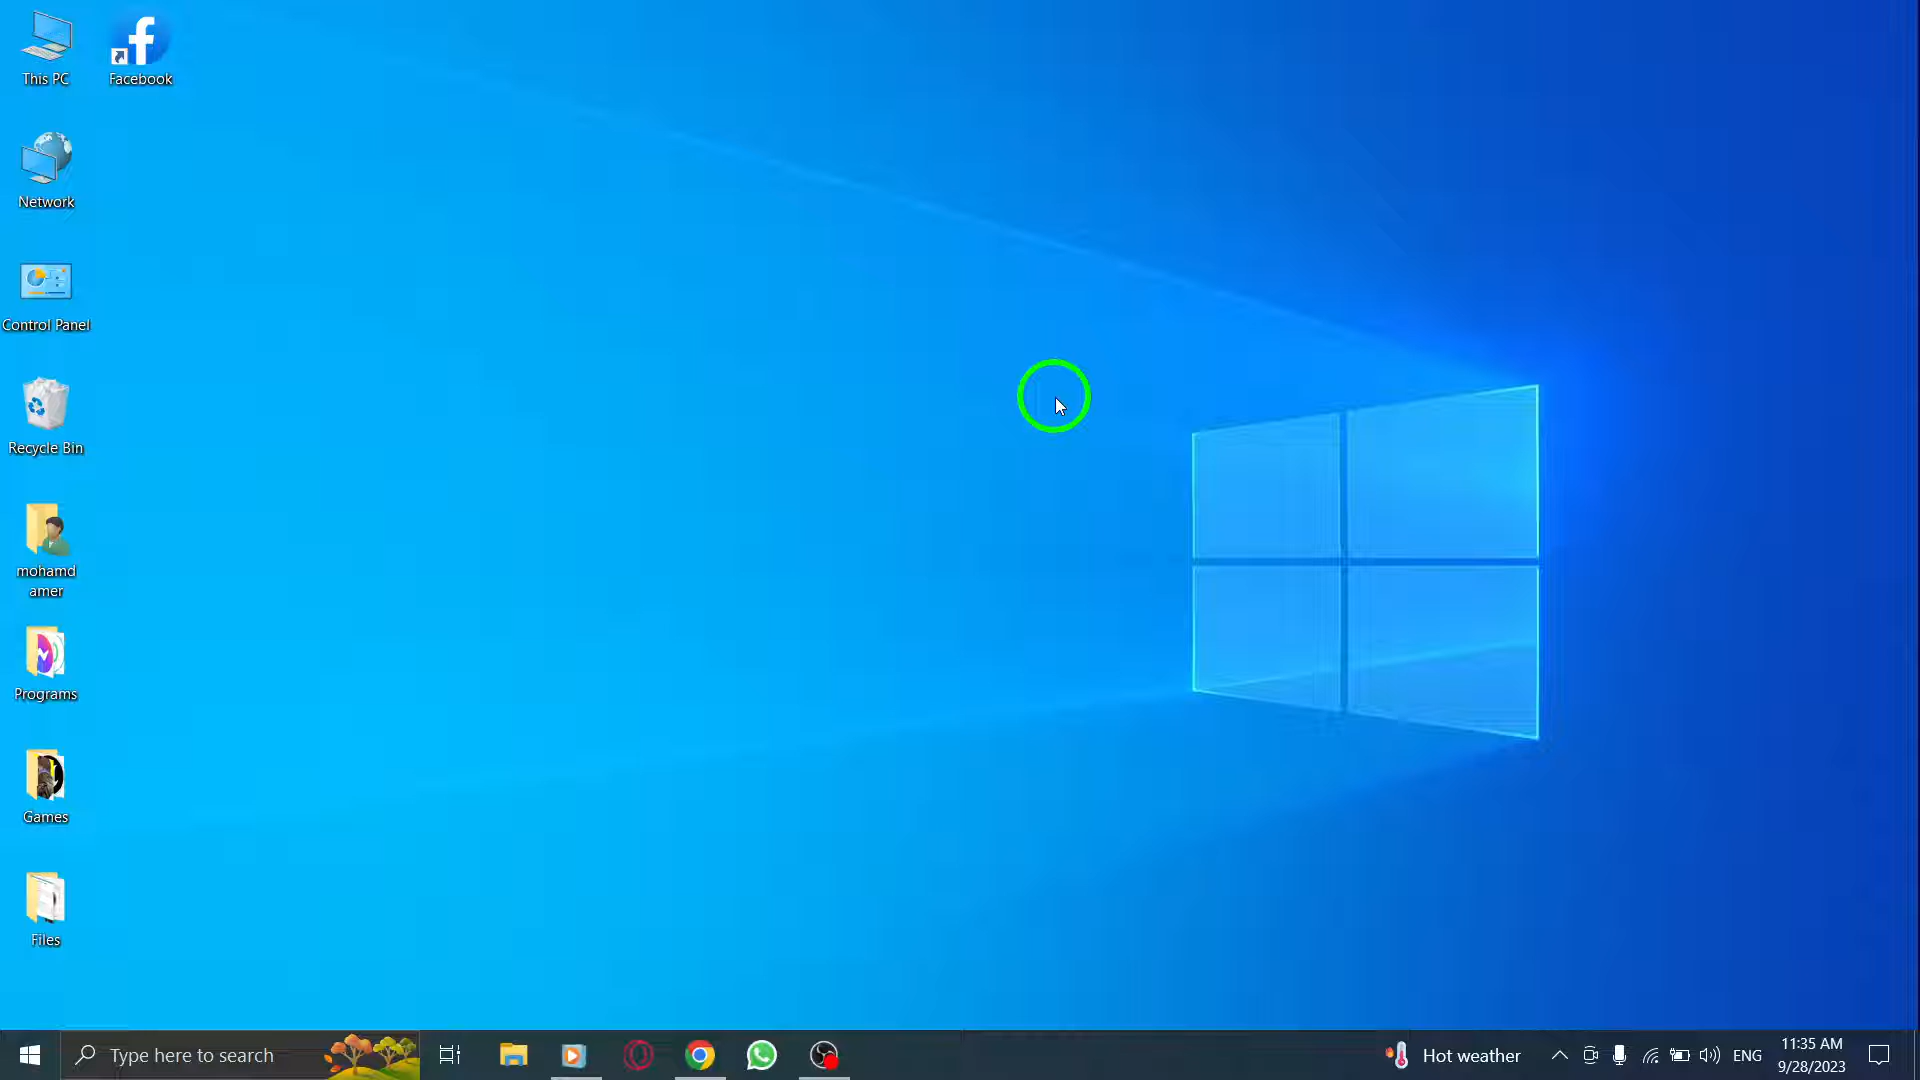 This PC
Facebook
Network
Control Panel
Recycle Bin
mohamd
amer
Programs
Games
Files
Type here to search
Hot weather
ENG
11:35 AM
9/28/2023